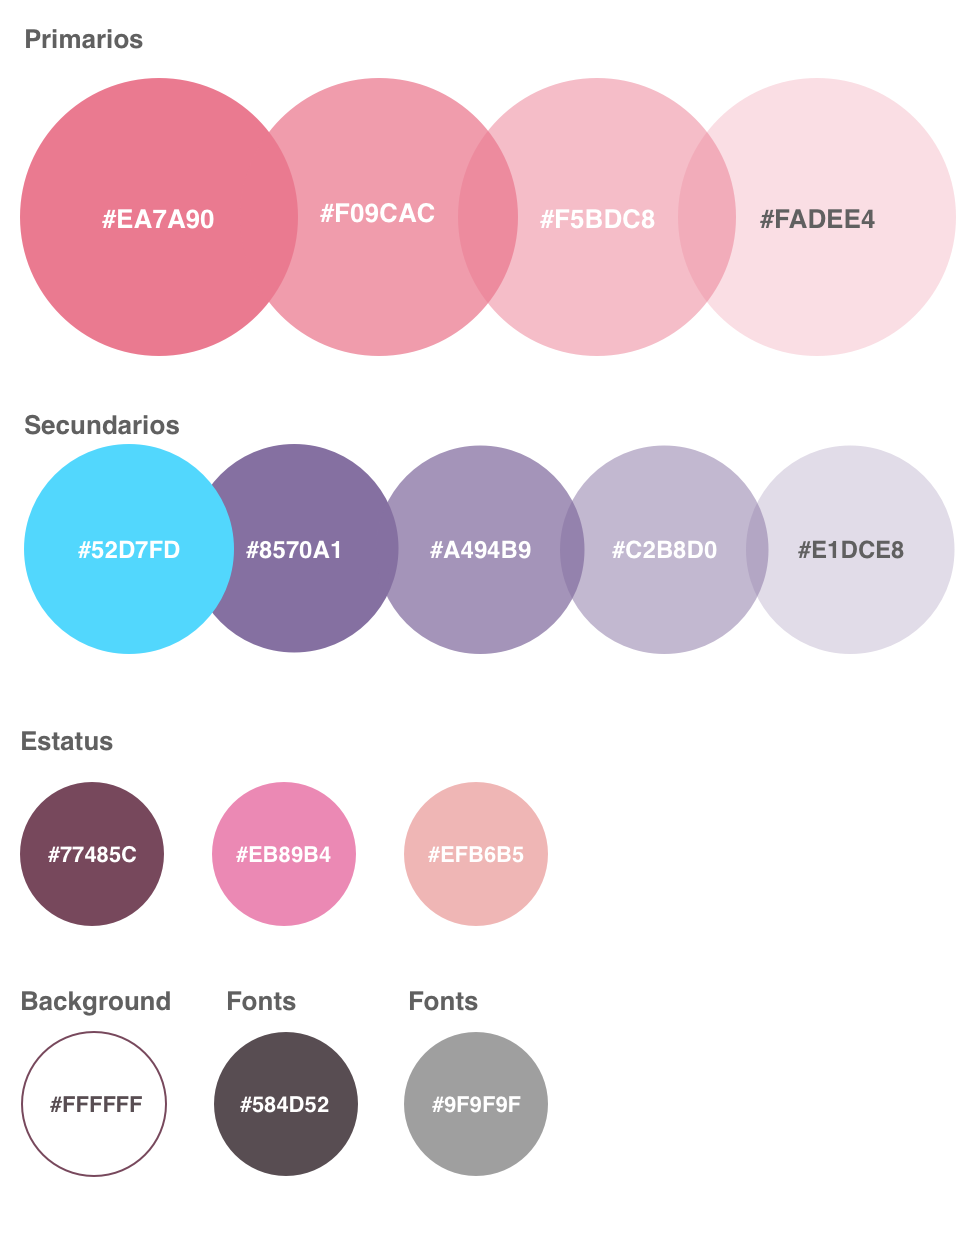 Primarios
#EA7A90
#F09CAC
#F5BDC8
#FADEE4
Secundarios
#52D7FD
#8570A1
#A494B9
#C2B8D0
#E1DCE8
Estatus
#77485C
#EB89B4
#EFB6B5
Background
Fonts
Fonts
#FFFFFF
#584D52
#9F9F9F